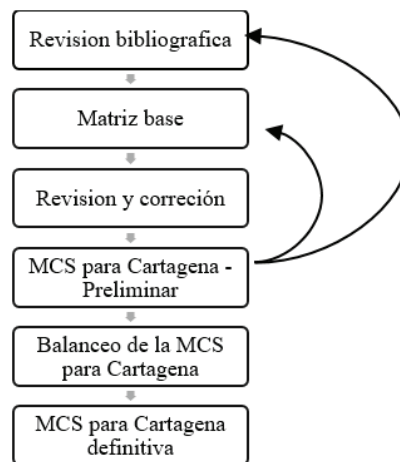 Revision bibliografica
Matriz base
Revision y correción
MCS para Cartagena -
Preliminar
Balanceo de la MCS
para Cartagena
MCS para Cartagena
definitiva